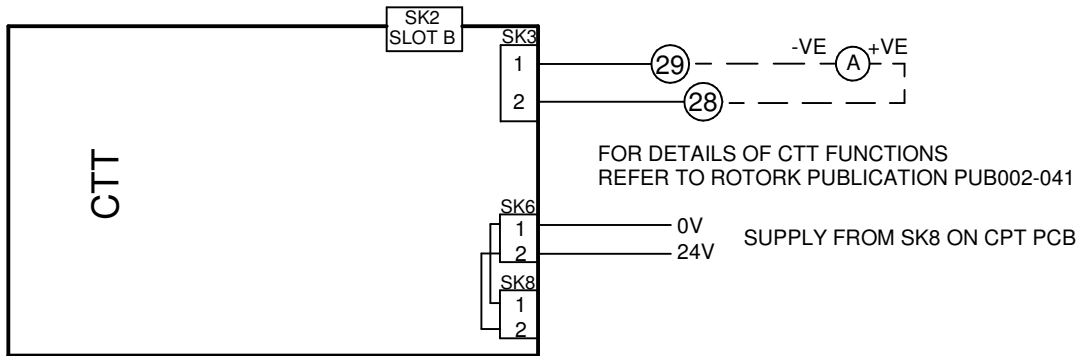 SK2
SLOT B
SK3
1
29
-VE
A
+VE
2
28
CTT
FOR DETAILS OF CTT FUNCTIONS
REFER TO ROTORK PUBLICATION PUB002-041
SK6
1
0V
2
24V
SUPPLY FROM SK8 ON CPT PCB
SK8
1
2